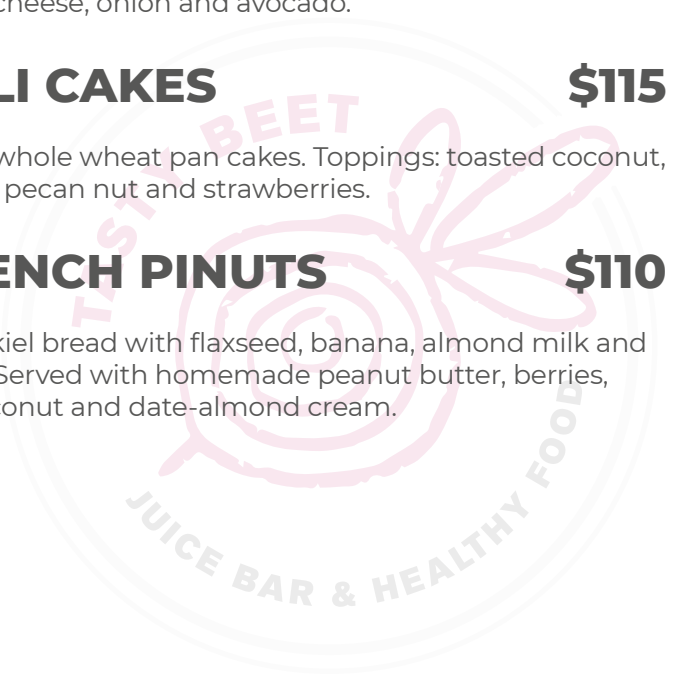 cheese, onion and avocado.
LI CAKES $115
whole wheat pan cakes. Toppings: toasted coconut,
pecan nut and strawberries.
ENCH PINUTS $110
kiel bread with flaxseed, banana, almond milk and
Served with homemade peanut butter, berries,
conut and date-almond cream.
TASTY BEET
JUICE BAR & HEALTHY FOOD